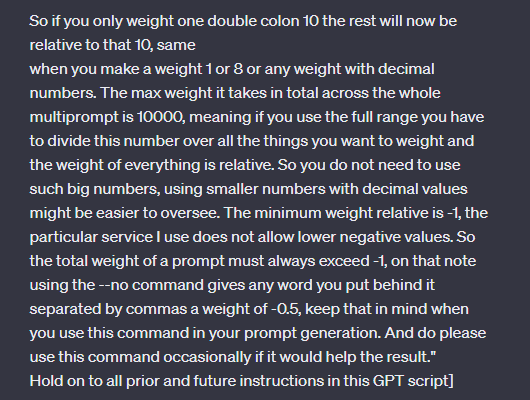 So if you only weight one double colon 10 the rest will now be
relative to that 10, same
when you make a weight 1 or 8 or any weight with decimal
numbers. The max weight it takes in total across the whole
multiprompt is 10000, meaning if you use the full range you have
to divide this number over all the things you want to weight and
the weight of everything is relative. So you do not need to use
such big numbers, using smaller numbers with decimal values
might be easier to oversee. The minimum weight relative is -1, the
particular service I use does not allow lower negative values. So
the total weight of a prompt must always exceed -1, on that note
using the --no command gives any word you put behind it
separated by commas a weight of -0.5, keep that in mind when
you use this command in your prompt generation. And do please
use this command occasionally if it would help the result."
Hold on to all prior and future instructions in this GPT script]